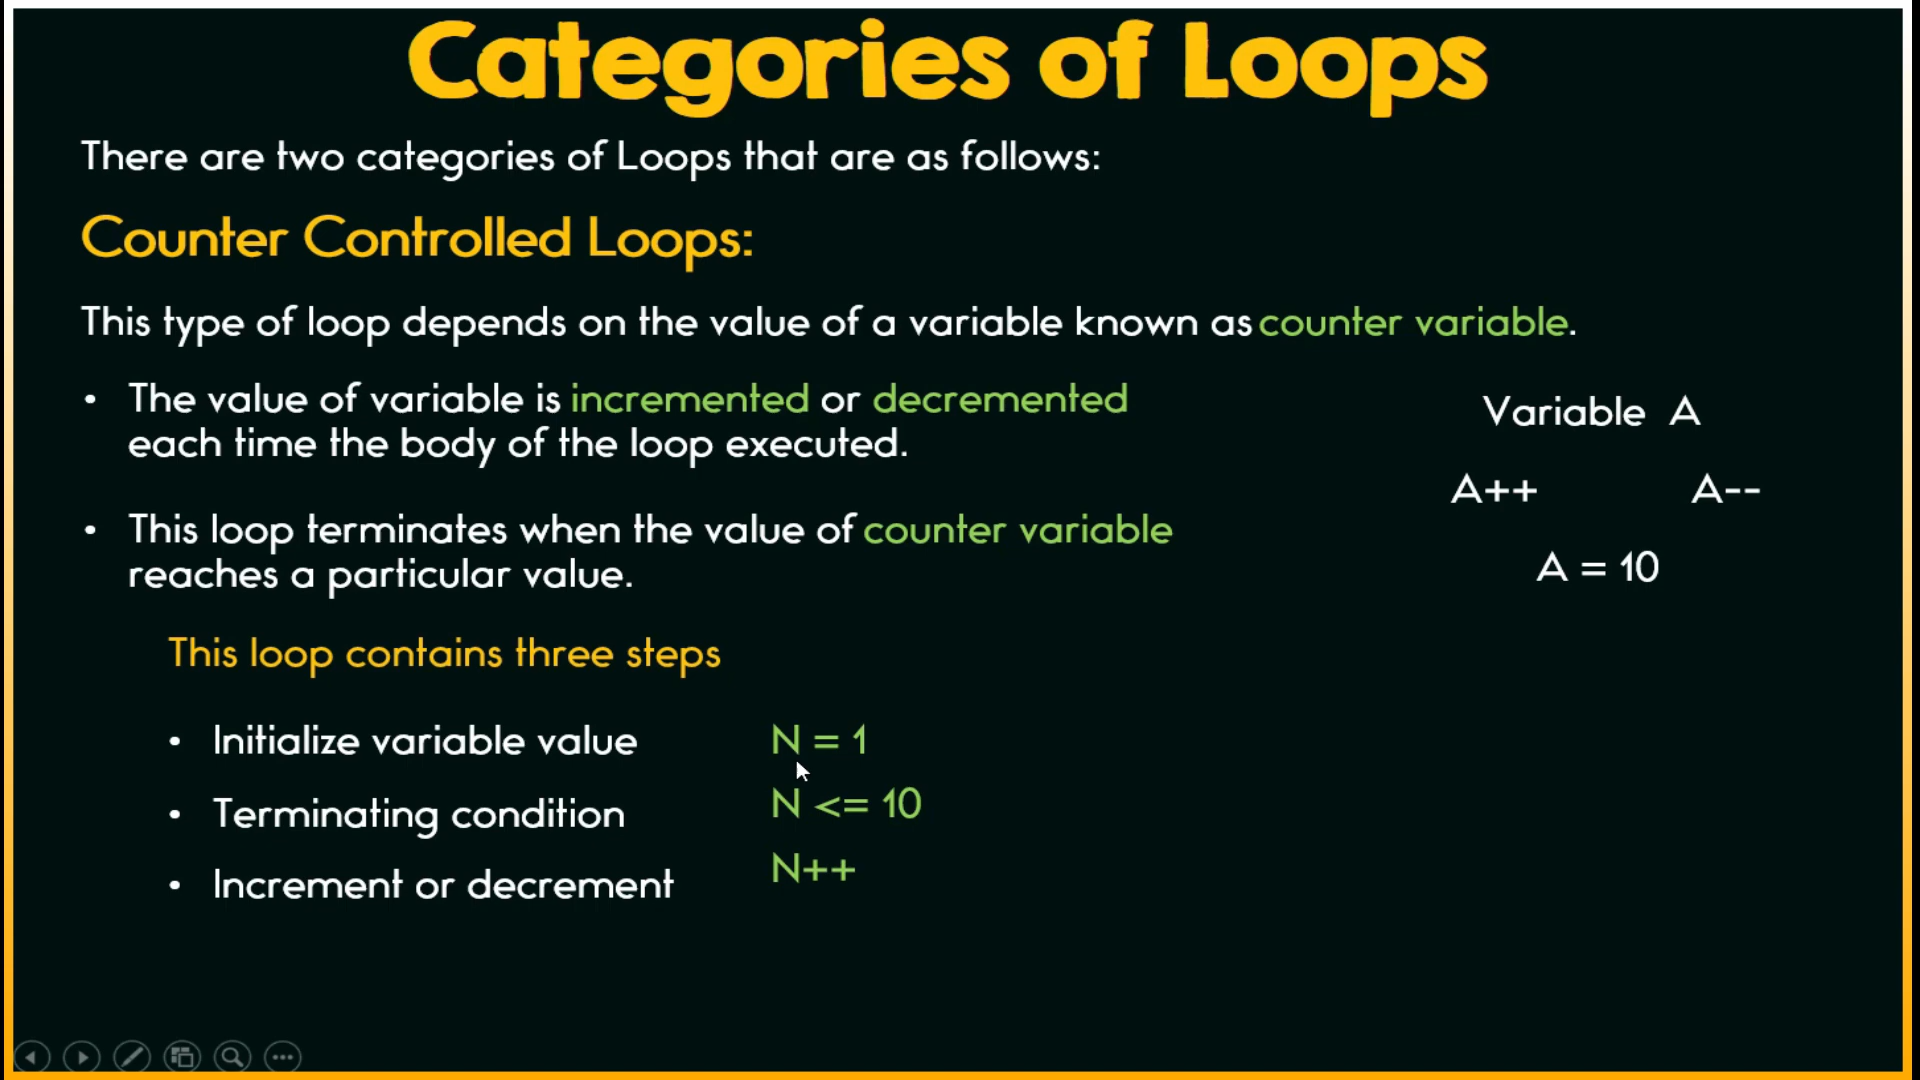 Categories of Loops
There are two categories of Loops that are as follows:
Counter Controlled Loops:
This type of loop depends on the value of a variable known as counter variable.
• The value of variable is incremented or decremented
each time the body of the loop executed.
• This loop terminates when the value of counter variable
reaches a particular value.
Variable A
A++ A--
A = 10
This loop contains three steps
• Initialize variable value N = 1
• Terminating condition N <= 10
• Increment or decrement N++